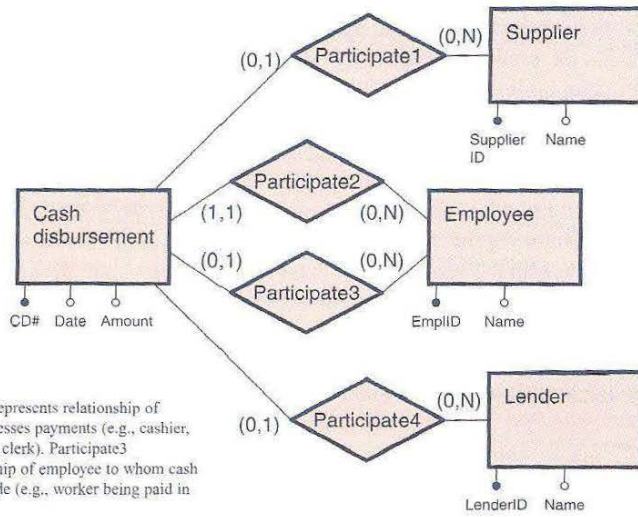 Participate1
(0,1)
(0,N)
Supplier
Supplier
ID
Name
Participate2
(1,1)
(0,N)
Cash
disbursement
Employee
(0,1)
(0,N)
Participate3
CD# Date Amount
EmplID Name
Participate4
(0,1)
(0,N)
Lender
LenderID Name
epresents relationship of
esses payments (e.g., cashier,
clerk). Participate3
hip of employee to whom cash
de (e.g., worker being paid in